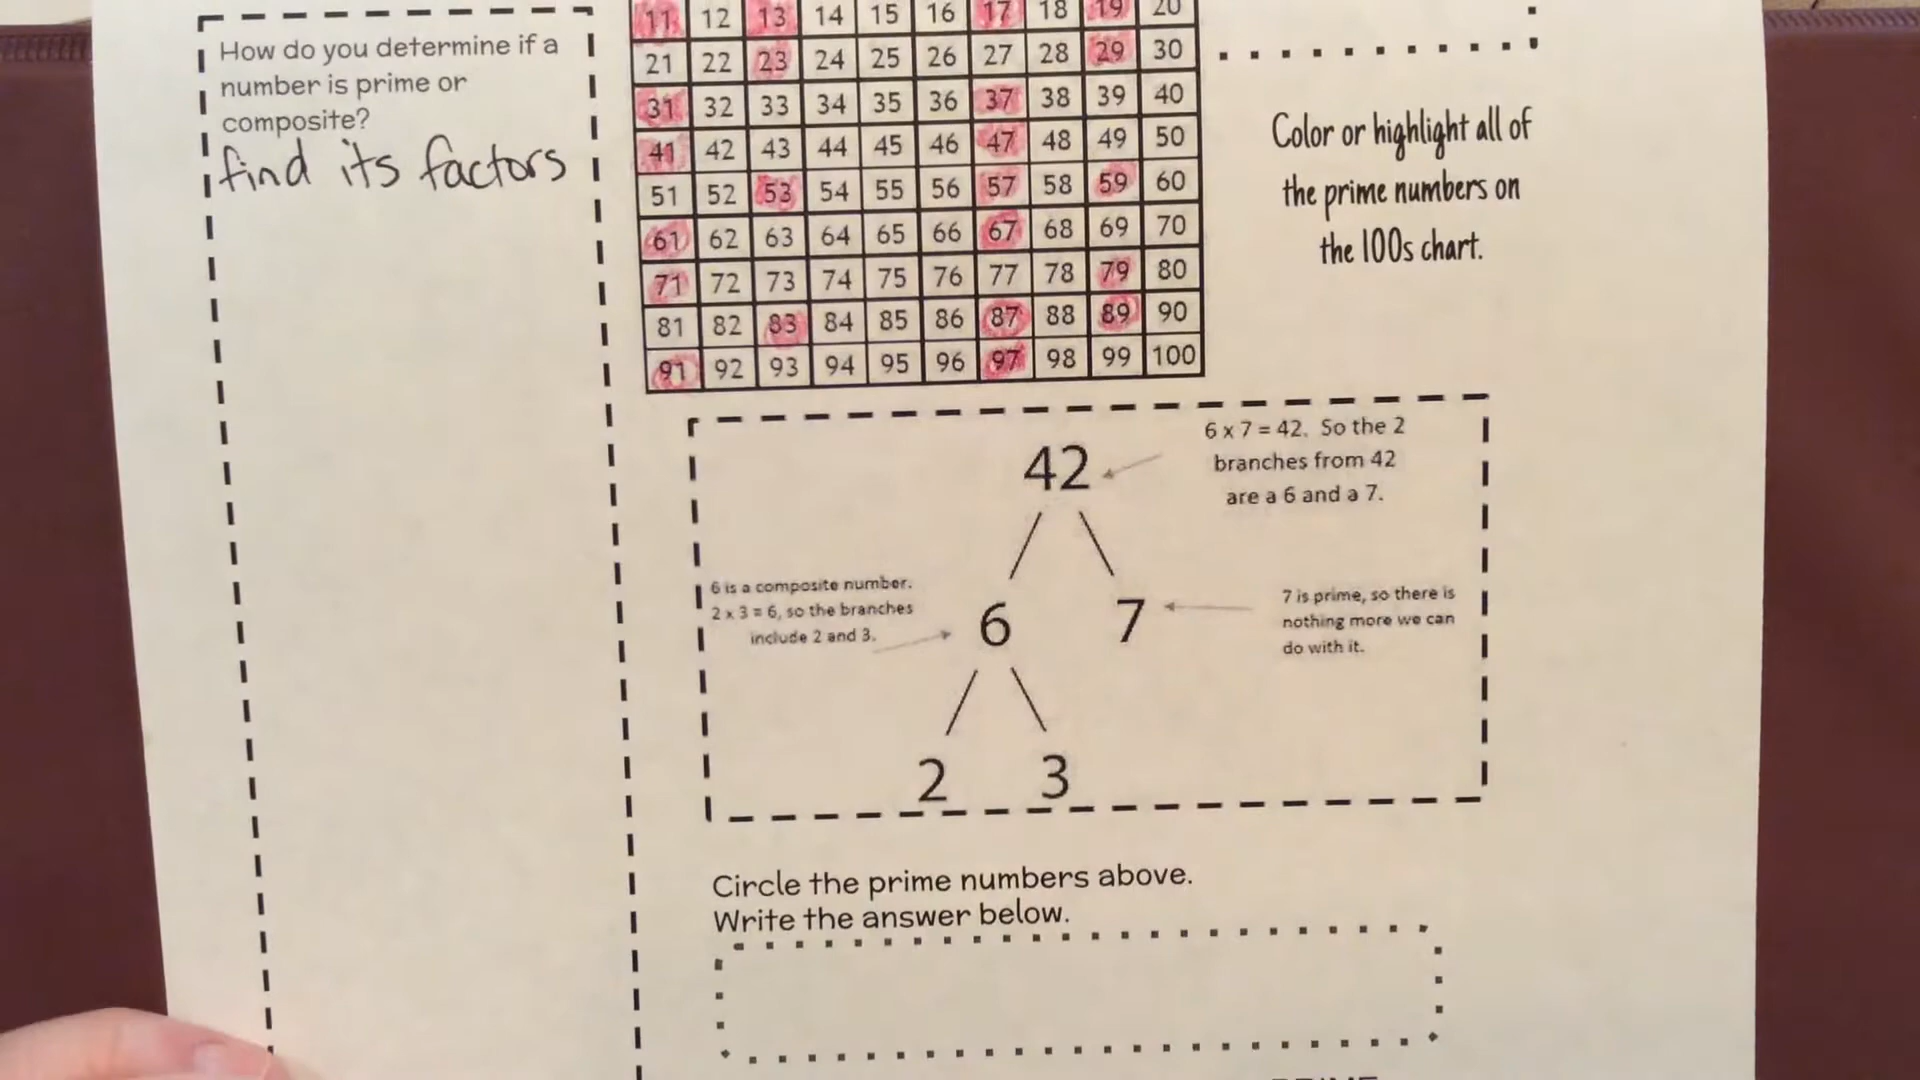 How do you determine if a
number is prime or
composite?
find its factors
11 12 13 14 15 16 17 18 19 20
21 22 23 24 25 26 27 28 29 30
31 32 33 34 35 36 37 38 39 40
41 42 43 44 45 46 47 48 49 50
51 52 53 54 55 56 57 58 59 60
61 62 63 64 65 66 67 68 69 70
71 72 73 74 75 76 77 78 79 80
81 82 83 84 85 86 87 88 89 90
91 92 93 94 95 96 97 98 99 100
Color or highlight all of
the prime numbers on
the 100s chart.
42
6 x 7 = 42. So the 2
branches from 42
are a 6 and a 7.
6 is a composite number.
2 x 3 = 6, so the branches
include 2 and 3.
6 7
7 is prime, so there is
nothing more we can
do with it.
2 3
Circle the prime numbers above.
Write the answer below.